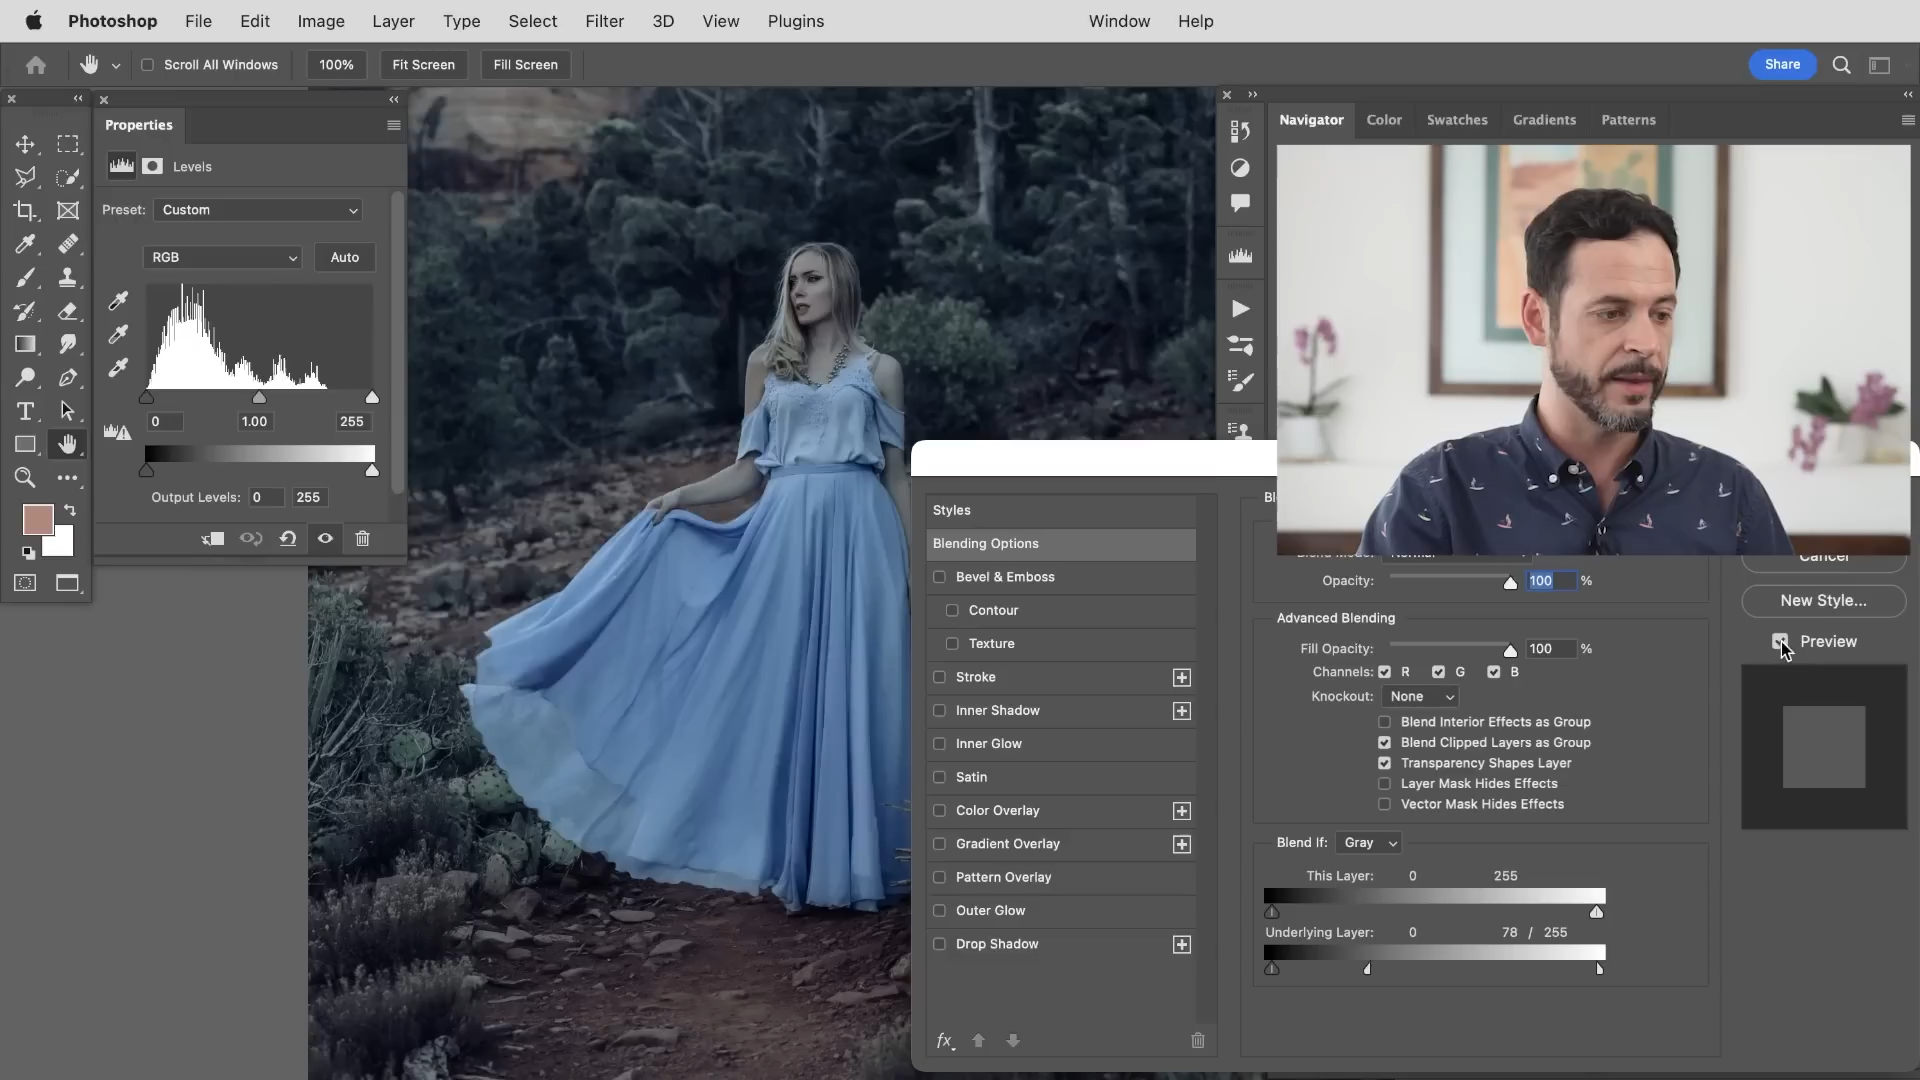 Photoshop File Edit Image Layer Type Select Filter 3D View Plugins Window Help
Scroll All Windows 100% Fit Screen Fill Screen Share
Properties
Levels
Preset: Custom
RGB Auto
0 1.00 255
Output Levels: 0 255
Navigator Color Swatches Gradients Patterns
Styles
Blending Options
Bevel & Emboss
Contour
Texture
Stroke
Inner Shadow
Inner Glow
Satin
Color Overlay
Gradient Overlay
Pattern Overlay
Outer Glow
Drop Shadow
fx
Opacity: 100 %
Advanced Blending
Fill Opacity: 100 %
Channels: R G B
Knockout: None
Blend Interior Effects as Group
Blend Clipped Layers as Group
Transparency Shapes Layer
Layer Mask Hides Effects
Vector Mask Hides Effects
Blend If: Gray
This Layer: 0 255
Underlying Layer: 0 78 / 255
Cancel
New Style...
Preview